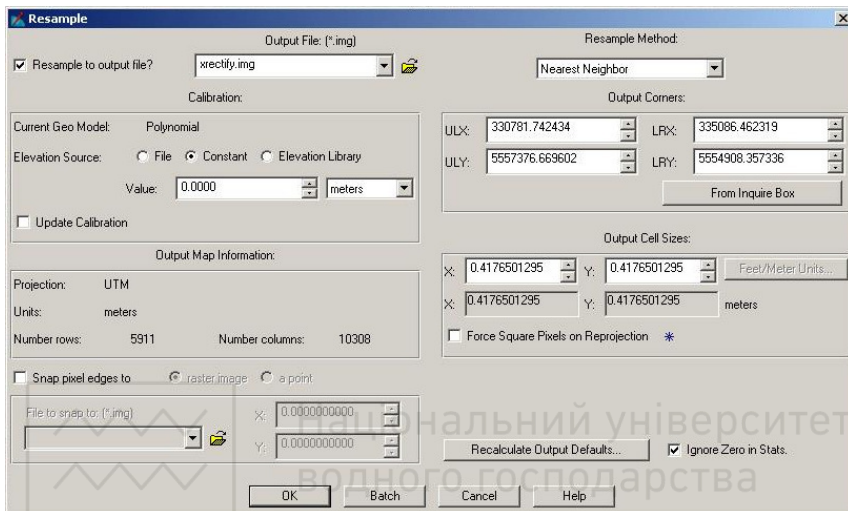 Resample
Output File: (*.img)
Resample to output file?
xrectify.img
Resample Method:
Nearest Neighbor
Calibration:
Current Geo Model: Polynomial
Elevation Source: File Constant Elevation Library
Value: 0.0000 meters
Update Calibration
Output Corners:
ULX: 330781.742434 LRX: 335086.462319
ULY: 5557376.669602 LRY: 5554908.357336
From Inquire Box
Output Map Information:
Projection: UTM
Units: meters
Number rows: 5911 Number columns: 10308
Output Cell Sizes:
X: 0.4176501295 Y: 0.4176501295 Feet/Meter Units...
X: 0.4176501295 Y: 0.4176501295 meters
Force Square Pixels on Reprojection *
Snap pixel edges to raster image a point
File to snap to: (*.img)
X: 0.0000000000
Y: 0.0000000000
Recalculate Output Defaults... Ignore Zero in Stats.
OK Batch Cancel Help
Національний університет
водного господарства